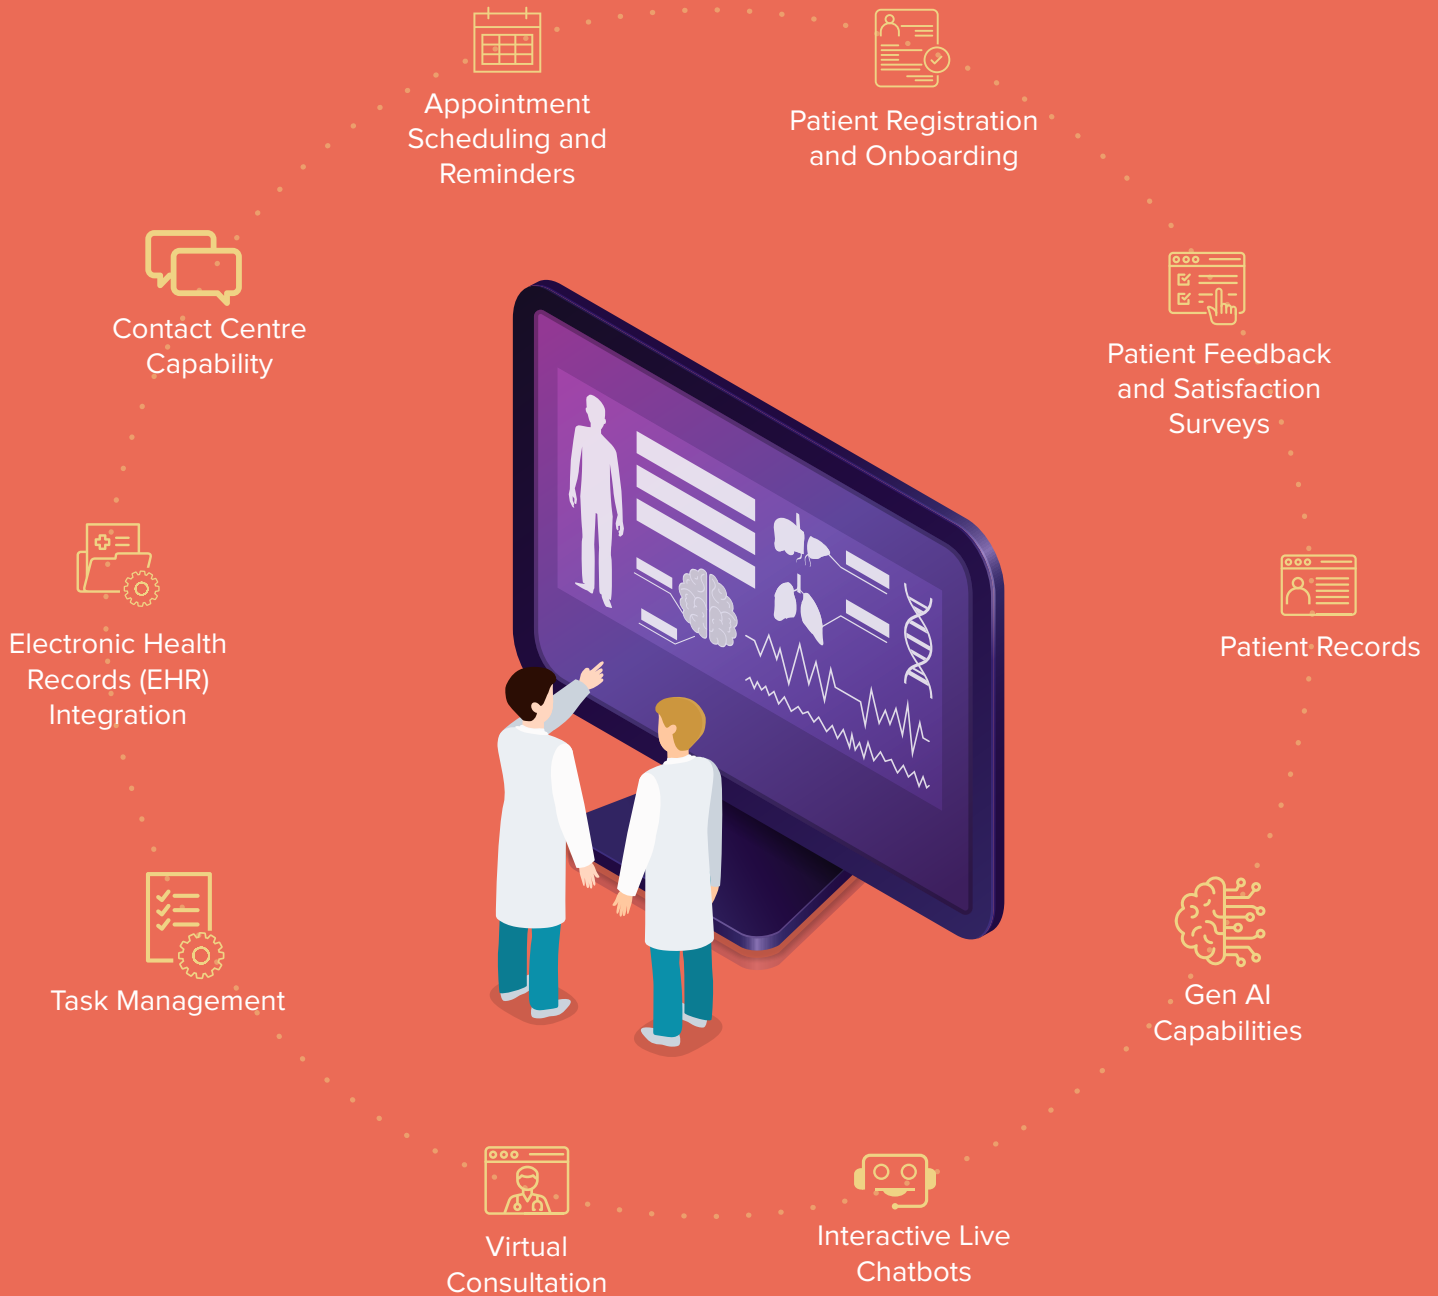 Appointment
Scheduling and
Reminders
Patient Registration
and Onboarding
Contact Centre
Capability
Patient Feedback
and Satisfaction
Surveys
Electronic Health
Records (EHR)
Integration
Patient Records
Task Management
Gen AI
Capabilities
Virtual
Consultation
Interactive Live
Chatbots